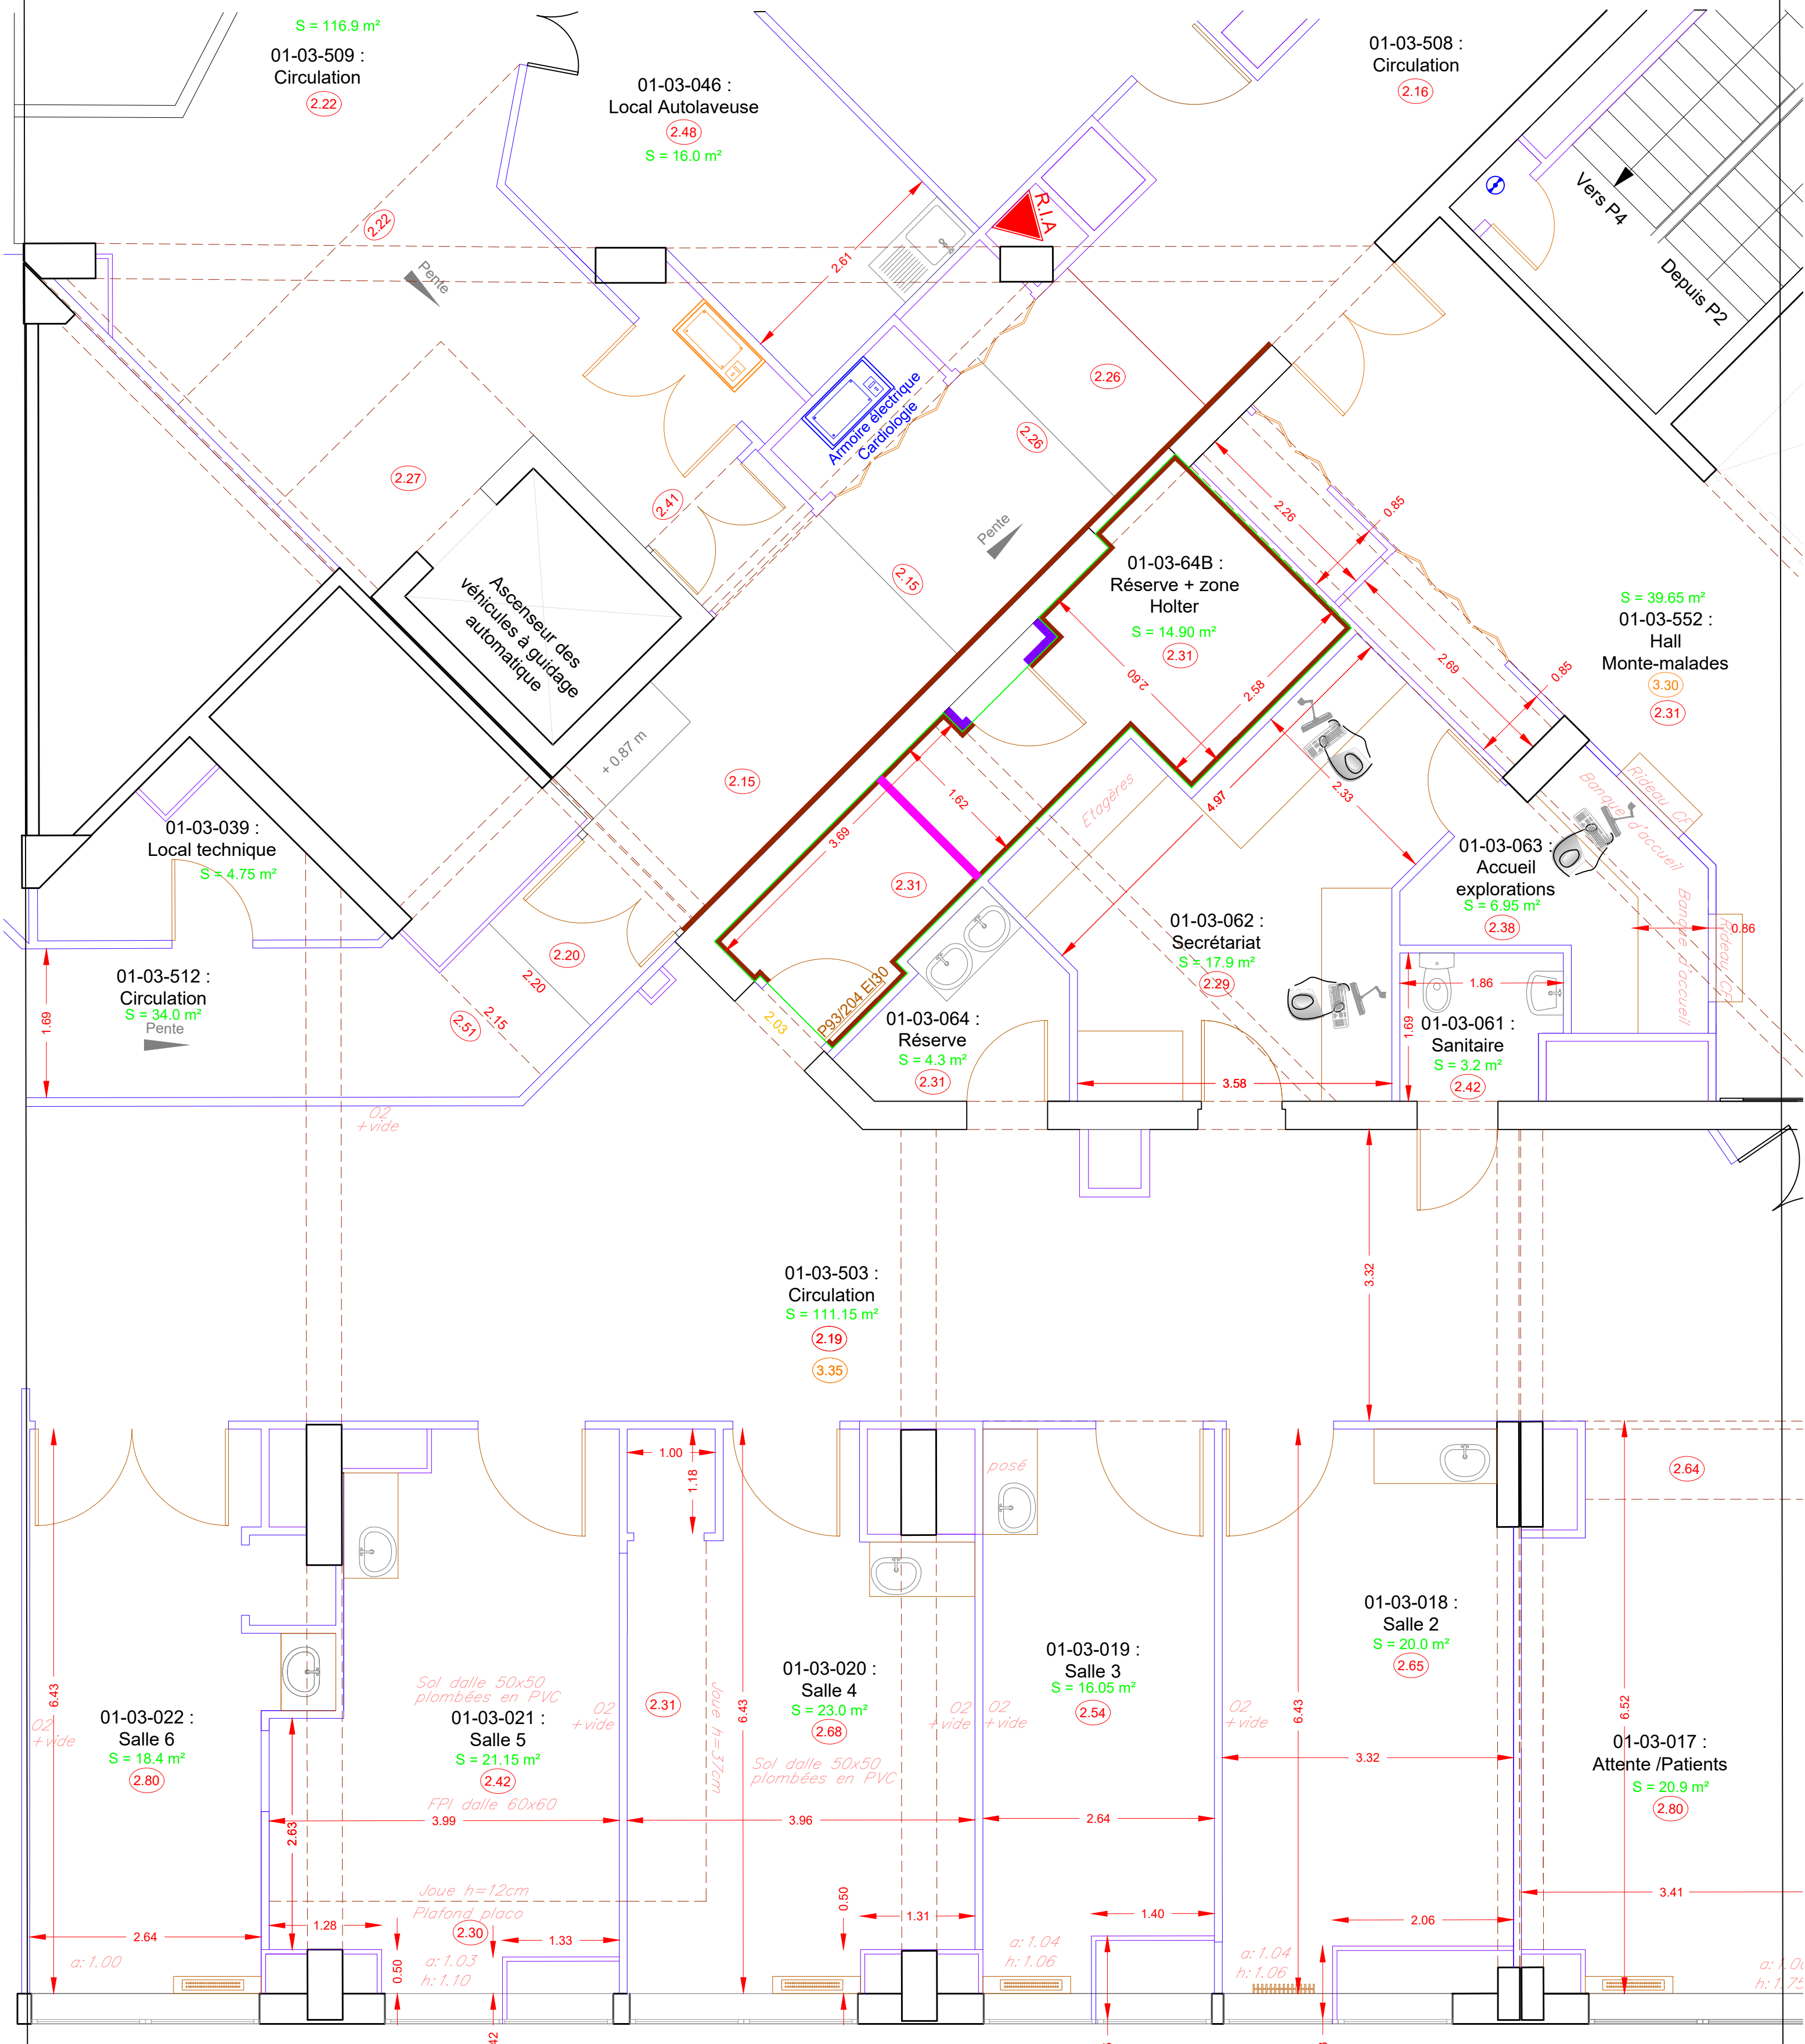 S = 116.9 m²
01-03-509 :
Circulation
2.22
01-03-046 :
Local Autolaveuse
2.48
S = 16.0 m²
01-03-508 :
Circulation
2.16
Vers P4
Depuis P2
R.I.A
2.22
Pente
2.61
2.26
2.26
Armoire électrique
Cardiologie
2.27
2.41
2.15
Pente
Ascenseur des
véhicules à guidage
automatique
+ 0.87 m
2.15
01-03-64B :
Réserve + zone
Holter
S = 14.90 m²
2.31
2.60
2.58
2.26
0.85
2.69
0.85
S = 39.65 m²
01-03-552 :
Hall
Monte-malades
3.30
2.31
Rideau CF
Banque d'accueil
Banque d'accueil
Rideau CF
0.86
01-03-039 :
Local technique
S = 4.75 m²
3.69
1.62
2.31
Etagères
4.97
2.33
01-03-063 :
Accueil
explorations
S = 6.95 m²
2.38
01-03-062 :
Secrétariat
S = 17.9 m²
2.29
01-03-512 :
Circulation
S = 34.0 m²
Pente
1.69
2.20
2.20
2.15
2.51
2.03
P93/204 EI30
01-03-064 :
Réserve
S = 4.3 m²
2.31
3.58
1.86
1.69
01-03-061 :
Sanitaire
S = 3.2 m²
2.42
O2
+vide
3.32
01-03-503 :
Circulation
S = 111.15 m²
2.19
3.35
1.00
1.18
posé
2.64
6.43
01-03-022 :
Salle 6
S = 18.4 m²
2.80
O2
+vide
2.64
a:1.00
Sol dalle 50x50
plombées en PVC
01-03-021 :
Salle 5
S = 21.15 m²
2.42
FPI dalle 60x60
O2
+vide
2.63
3.99
Joue h=12cm
Plafond placo
2.30
1.28
0.50
a:1.03
h:1.10
1.33
42
2.31
Joue h=37cm
6.43
01-03-020 :
Salle 4
S = 23.0 m²
2.68
Sol dalle 50x50
plombées en PVC
O2
+vide
3.96
0.50
1.31
01-03-019 :
Salle 3
S = 16.05 m²
2.54
O2
+vide
2.64
1.40
a:1.04
h:1.06
01-03-018 :
Salle 2
S = 20.0 m²
2.65
O2
+vide
6.43
3.32
2.06
a:1.04
h:1.06
6.52
01-03-017 :
Attente /Patients
S = 20.9 m²
2.80
3.41
h:1.75